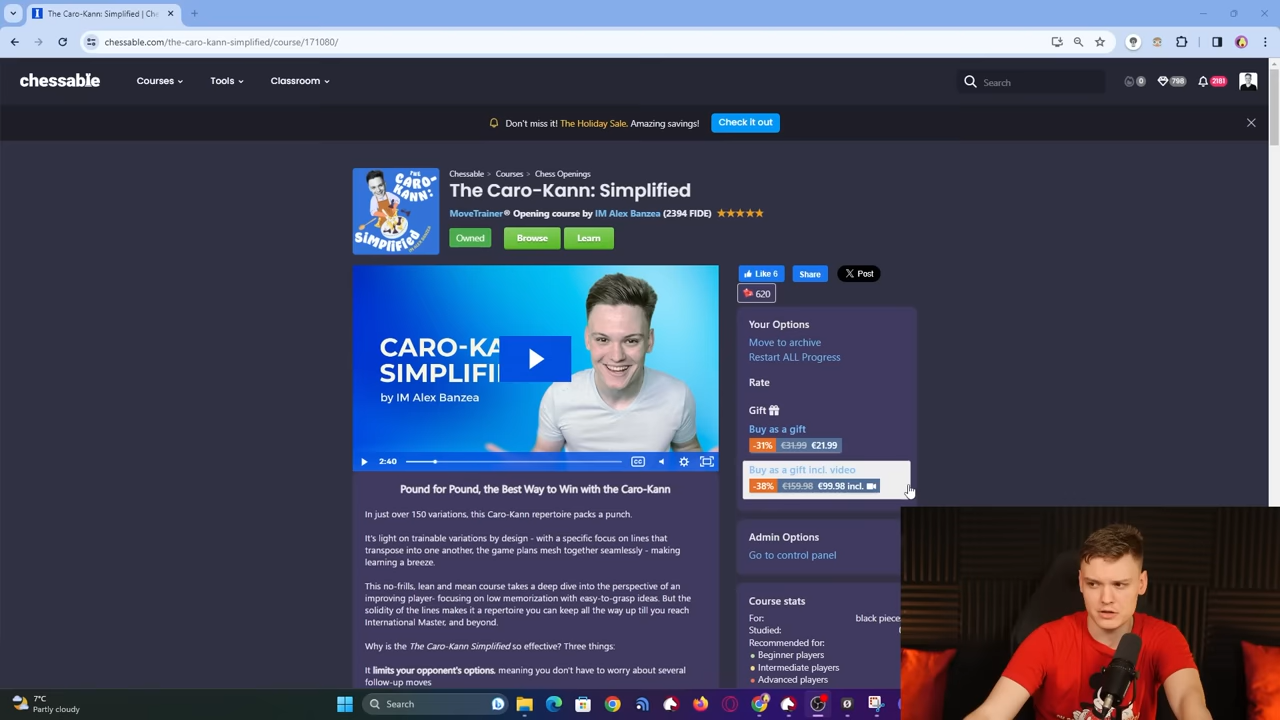 The Caro-Kann: Simplified | Che
chessable.com/the-caro-kann-simplified/course/171080/
chessable
Courses
Tools
Classroom
Search
0
798
2181
Don't miss it! The Holiday Sale. Amazing savings!
Check it out
THE CARO-KANN: SIMPLIFIED
IM ALEX BANZEA
Chessable > Courses > Chess Openings
The Caro-Kann: Simplified
MoveTrainer® Opening course by IM Alex Banzea (2394 FIDE)
Owned
Browse
Learn
CARO-KA
SIMPLIFI
by IM Alex Banzea
2:40
CC
Like 6
Share
X Post
620
Your Options
Move to archive
Restart ALL Progress
Rate
Gift
Buy as a gift
-31% €31.99 €21.99
Buy as a gift incl. video
-38% €159.98 €99.98 incl.
Admin Options
Go to control panel
Course stats
For: black piece
Studied:
Recommended for:
Beginner players
Intermediate players
Advanced players
Pound for Pound, the Best Way to Win with the Caro-Kann
In just over 150 variations, this Caro-Kann repertoire packs a punch.
It's light on trainable variations by design - with a specific focus on lines that
transpose into one another, the game plans mesh together seamlessly - making
learning a breeze.
This no-frills, lean and mean course takes a deep dive into the perspective of an
improving player- focusing on low memorization with easy-to-grasp ideas. But the
solidity of the lines makes it a repertoire you can keep all the way up till you reach
International Master, and beyond.
Why is the The Caro-Kann Simplified so effective? Three things:
It limits your opponent's options, meaning you don't have to worry about several
follow-up moves
7°C
Partly cloudy
Search